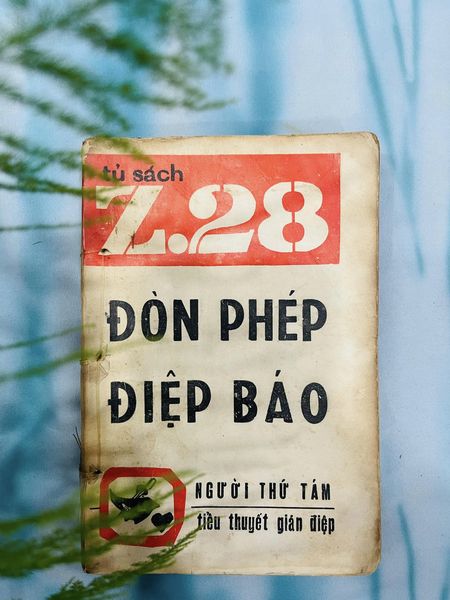 tủ sách
Z.28
ĐÒN PHÉP
ĐIỆP BÁO
NGƯỜI THỨ TÁM
tiểu thuyết gián điệp